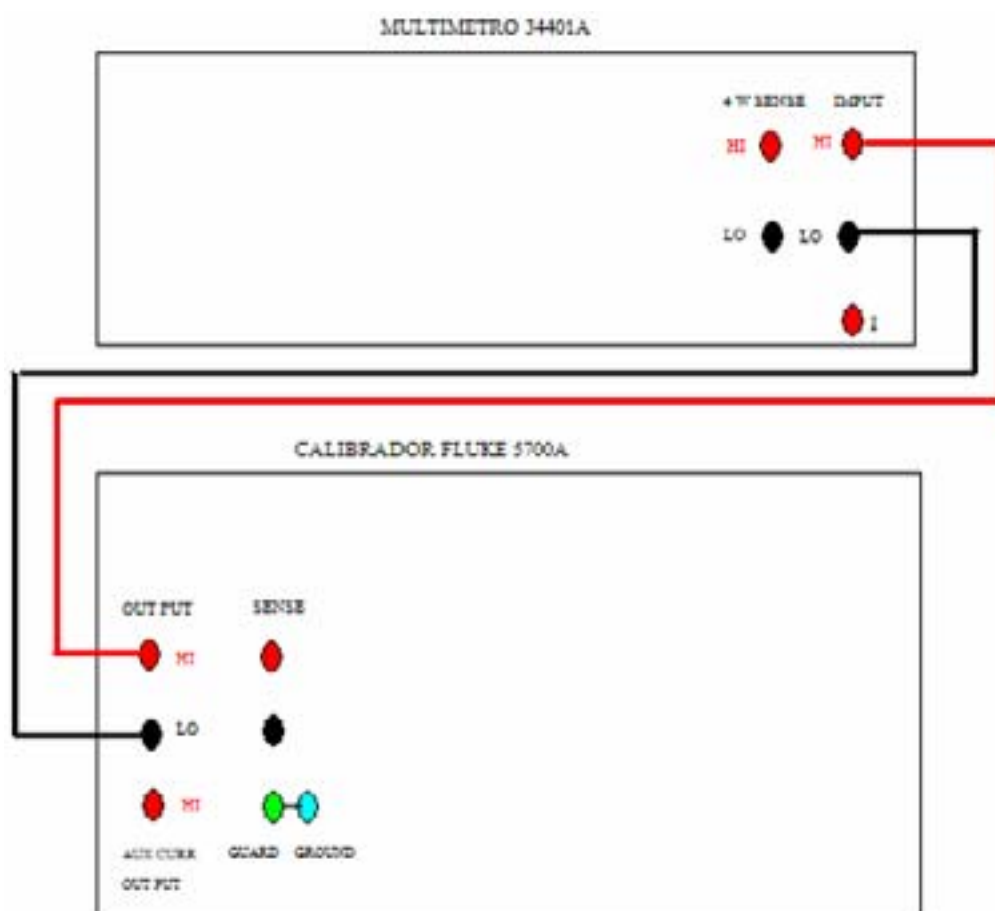 MULTIMETRO 34401A
4 W SENSE INPUT
HI HI
LO LO
I
CALIBRADOR FLUKE 5700A
OUT PUT SENSE
HI
LO
HI
AUX CURR GUARD GROUND
OUT PUT